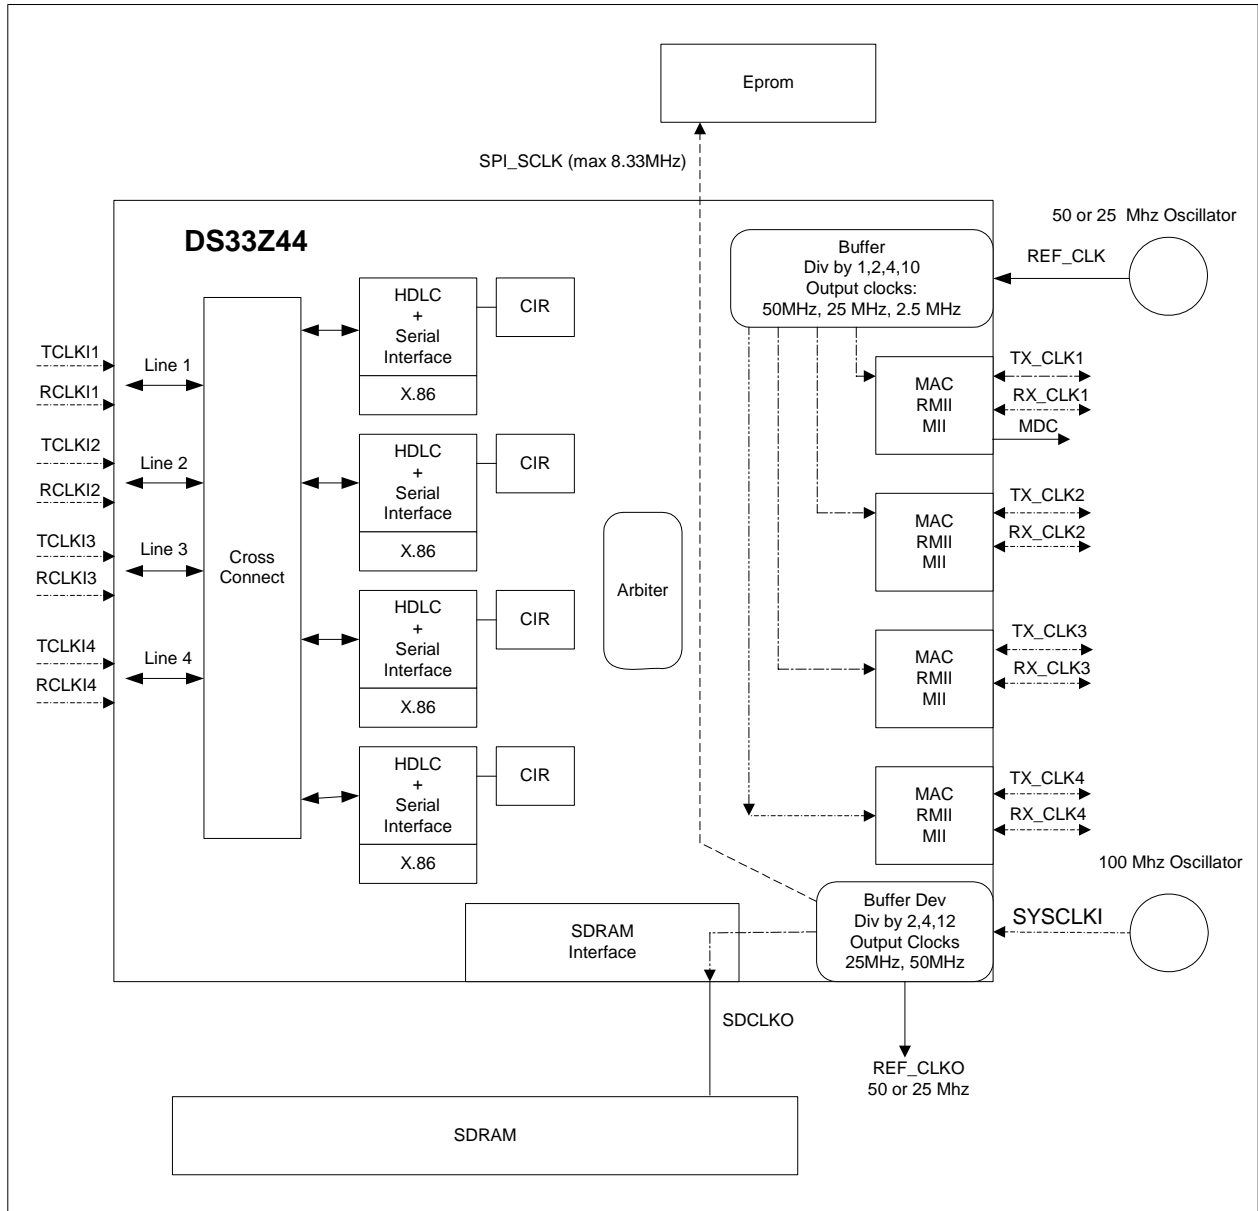 Eprom
SPI_SCLK (max 8.33MHz)
50 or 25 Mhz Oscillator
REF_CLK
DS33Z44
Buffer
Div by 1,2,4,10
Output clocks:
50MHz, 25 MHz, 2.5 MHz
HDLC
+
Serial
Interface
X.86
CIR
TCLKI1
Line 1
RCLKI1
MAC
RMII
MII
TX_CLK1
RX_CLK1
MDC
TCLKI2
Line 2
RCLKI2
HDLC
+
Serial
Interface
X.86
CIR
MAC
RMII
MII
TX_CLK2
RX_CLK2
TCLKI3
Line 3
RCLKI3
Cross
Connect
Arbiter
HDLC
+
Serial
Interface
X.86
CIR
MAC
RMII
MII
TX_CLK3
RX_CLK3
TCLKI4
Line 4
RCLKI4
HDLC
+
Serial
Interface
X.86
CIR
MAC
RMII
MII
TX_CLK4
RX_CLK4
100 Mhz Oscillator
SYSCLKI
Buffer Dev
Div by 2,4,12
Output Clocks
25MHz, 50MHz
SDRAM
Interface
SDCLKO
REF_CLKO
50 or 25 Mhz
SDRAM